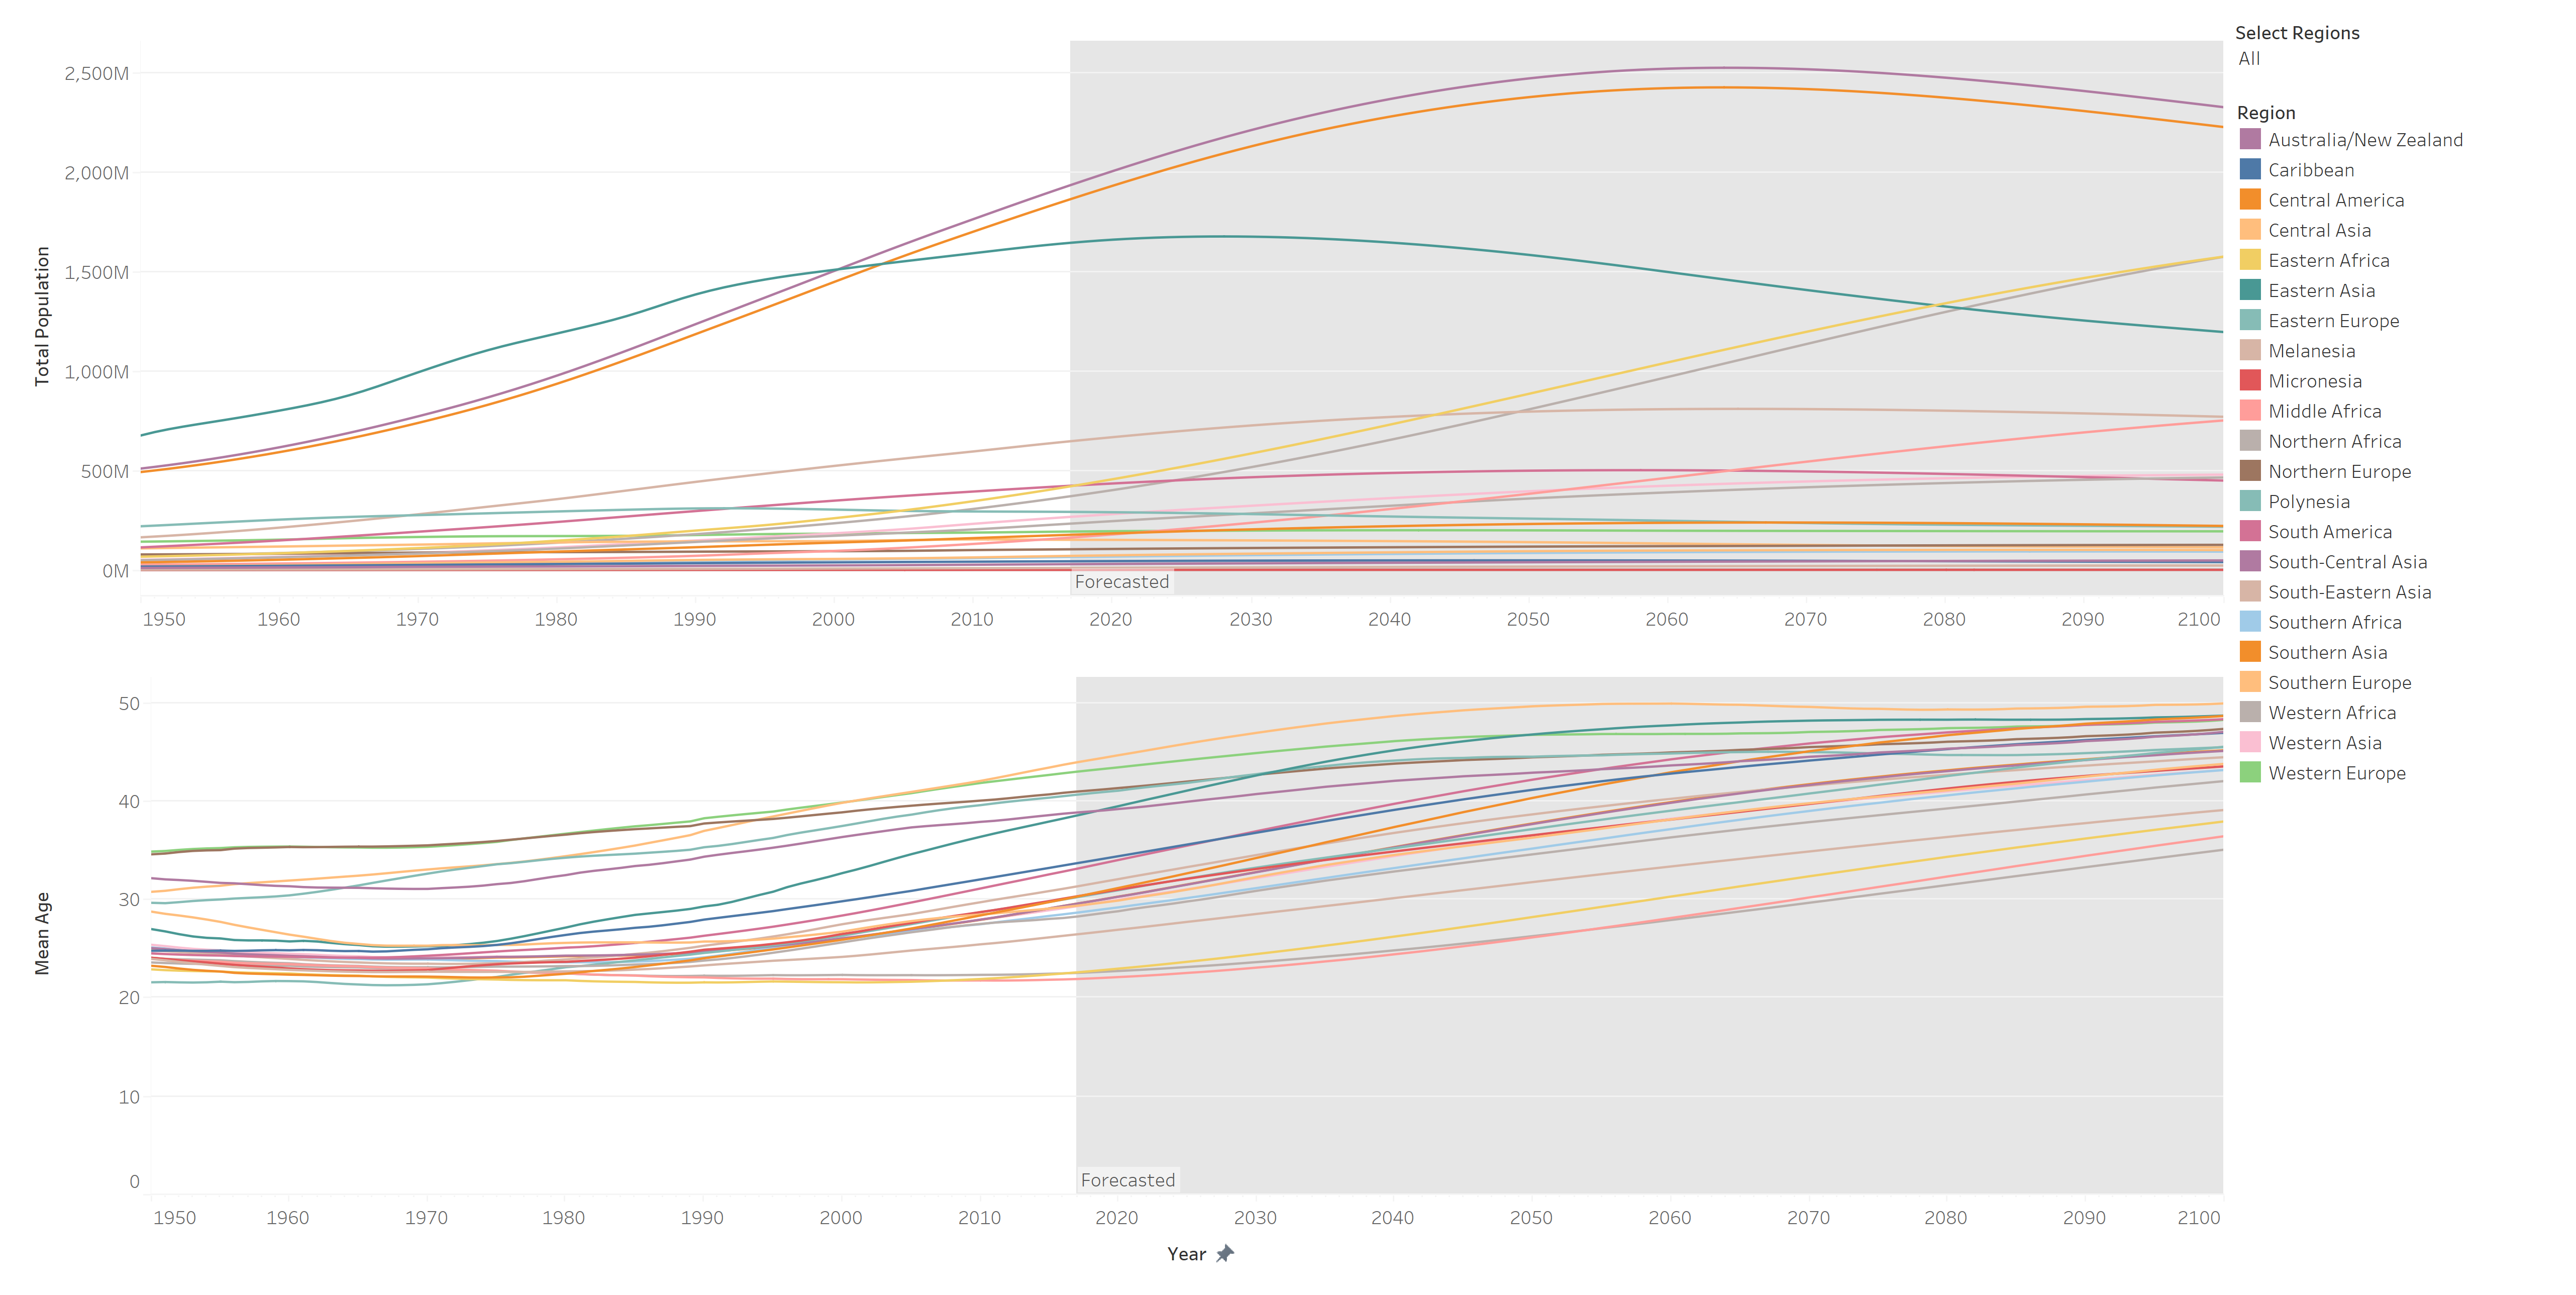 Select Regions
All
Region
Australia/New Zealand
Caribbean
Central America
Central Asia
Eastern Africa
Eastern Asia
Eastern Europe
Melanesia
Micronesia
Middle Africa
Northern Africa
Northern Europe
Polynesia
South America
South-Central Asia
South-Eastern Asia
Southern Africa
Southern Asia
Southern Europe
Western Africa
Western Asia
Western Europe
Total Population
2,500M
2,000M
1,500M
1,000M
500M
0M
Forecasted
1950 1960 1970 1980 1990 2000 2010 2020 2030 2040 2050 2060 2070 2080 2090 2100
Mean Age
50
40
30
20
10
0
Forecasted
1950 1960 1970 1980 1990 2000 2010 2020 2030 2040 2050 2060 2070 2080 2090 2100
Year